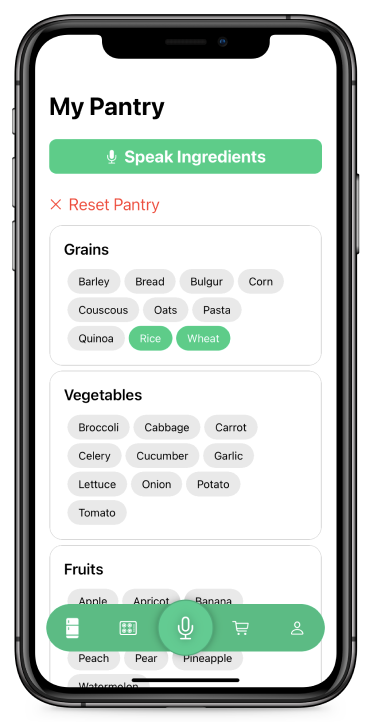 My Pantry
Speak Ingredients
Reset Pantry
Grains
Barley Bread Bulgur Corn
Couscous Oats Pasta
Quinoa Rice Wheat
Vegetables
Broccoli Cabbage Carrot
Celery Cucumber Garlic
Lettuce Onion Potato
Tomato
Fruits
Apple Apricot Banana
Peach Pear Pineapple
Watermelon